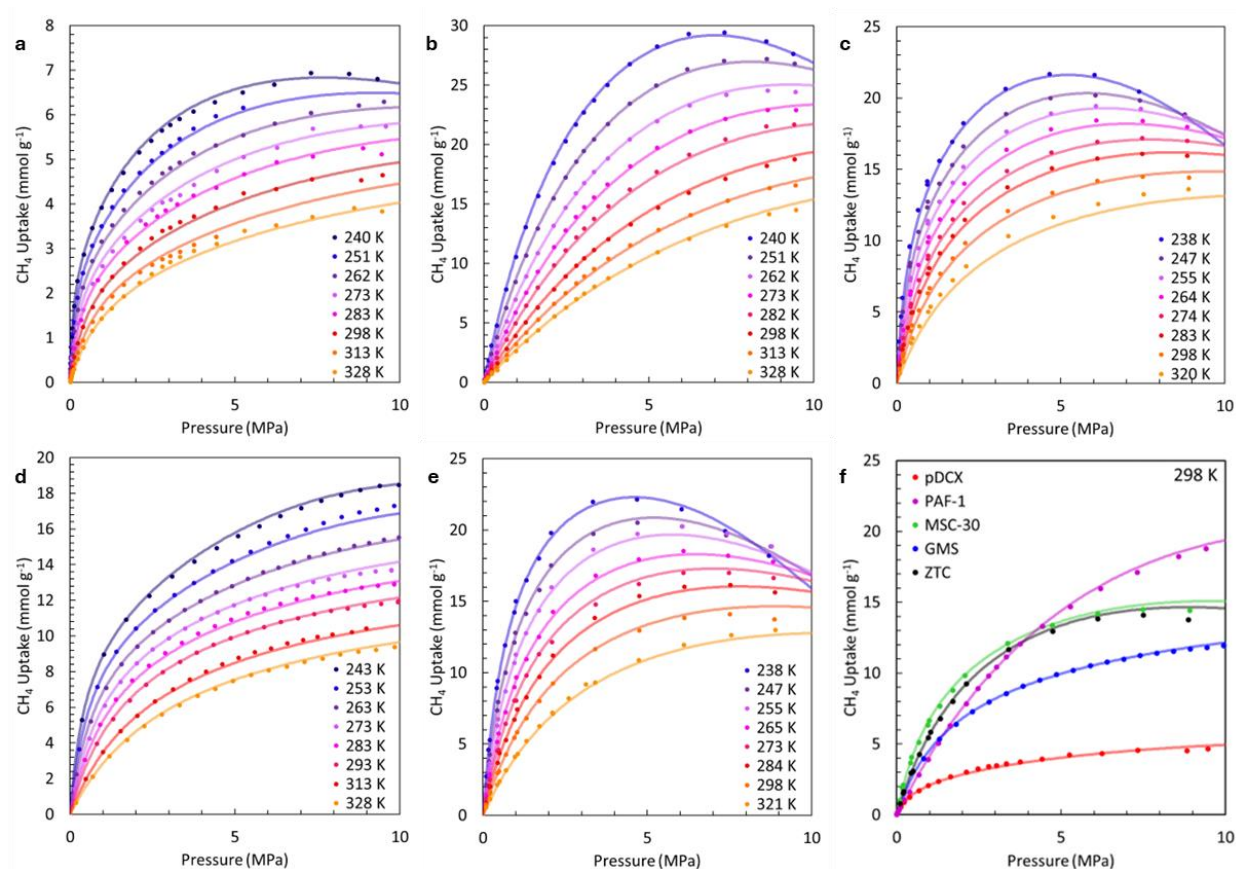 a
8
7
6
5
4
3
2
1
0
CH₄ Uptake (mmol g⁻¹)
240 K
251 K
262 K
273 K
283 K
298 K
313 K
328 K
0
5
10
Pressure (MPa)
b
30
25
20
15
10
5
0
CH₄ Upatke (mmol g⁻¹)
240 K
251 K
262 K
273 K
282 K
298 K
313 K
328 K
0
5
10
Pressure (MPa)
c
25
20
15
10
5
0
CH₄ Uptake (mmol g⁻¹)
238 K
247 K
255 K
264 K
274 K
283 K
298 K
320 K
0
5
10
Pressure (MPa)
d
20
18
16
14
12
10
8
6
4
2
0
CH₄ Uptake (mmol g⁻¹)
243 K
253 K
263 K
273 K
283 K
293 K
313 K
328 K
0
5
10
Pressure (MPa)
e
25
20
15
10
5
0
CH₄ Uptake (mmol g⁻¹)
238 K
247 K
255 K
265 K
273 K
284 K
298 K
321 K
0
5
10
Pressure (MPa)
f
25
20
15
10
5
0
CH₄ Uptake (mmol g⁻¹)
298 K
pDCX
PAF-1
MSC-30
GMS
ZTC
0
5
10
Pressure (MPa)